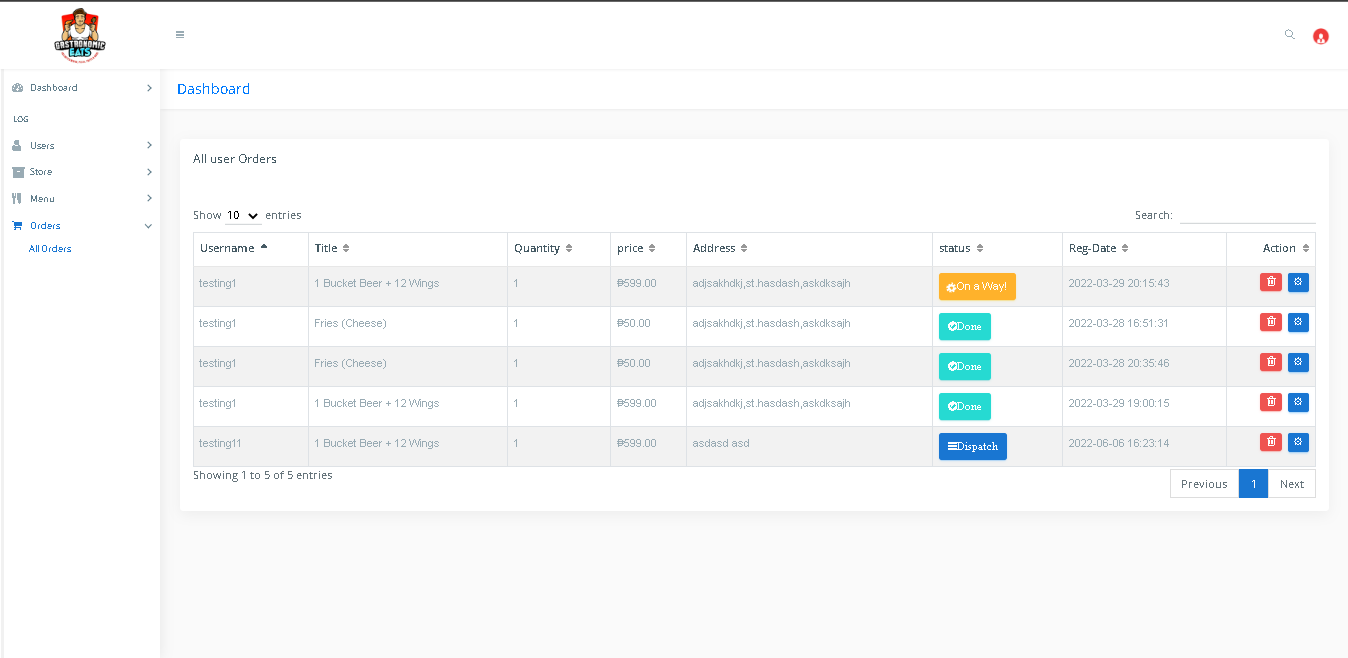 GASTRONOMIC
EATS
Dashboard
Dashboard
LOG
Users
Store
Menu
Orders
All Orders
All user Orders
Show 10 entries
Search:
Username Title Quantity price Address status Reg-Date Action
testing1 1 Bucket Beer + 12 Wings 1 ₱599.00 adjsakhdkj,st.hasdash,askdksajh On a Way! 2022-03-29 20:15:43
testing1 Fries (Cheese) 1 ₱50.00 adjsakhdkj,st.hasdash,askdksajh Done 2022-03-28 16:51:31
testing1 Fries (Cheese) 1 ₱50.00 adjsakhdkj,st.hasdash,askdksajh Done 2022-03-28 20:35:46
testing1 1 Bucket Beer + 12 Wings 1 ₱599.00 adjsakhdkj,st.hasdash,askdksajh Done 2022-03-29 19:00:15
testing11 1 Bucket Beer + 12 Wings 1 ₱599.00 asdasd asd Dispatch 2022-06-06 16:23:14
Showing 1 to 5 of 5 entries
Previous 1 Next